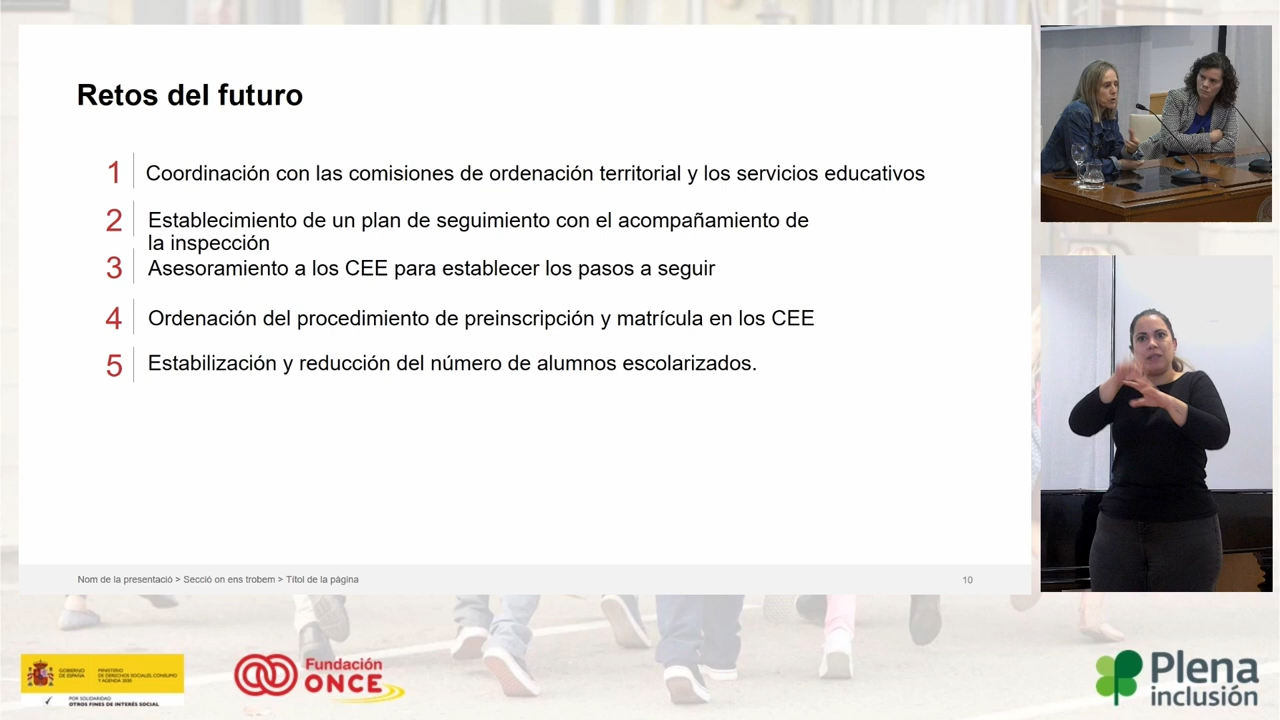 Retos del futuro
1 Coordinación con las comisiones de ordenación territorial y los servicios educativos
2 Establecimiento de un plan de seguimiento con el acompañamiento de
la inspección
3 Asesoramiento a los CEE para establecer los pasos a seguir
4 Ordenación del procedimiento de preinscripción y matrícula en los CEE
5 Estabilización y reducción del número de alumnos escolarizados.
Nom de la presentació > Secció on ens trobem > Títol de la página
10
GOBIERNO
DE ESPAÑA
MINISTERIO
DE DERECHOS SOCIALES, CONSUMO
Y AGENDA 2030
POR SOLIDARIDAD
OTROS FINES DE INTERÉS SOCIAL
Fundación
ONCE
Plena
inclusión